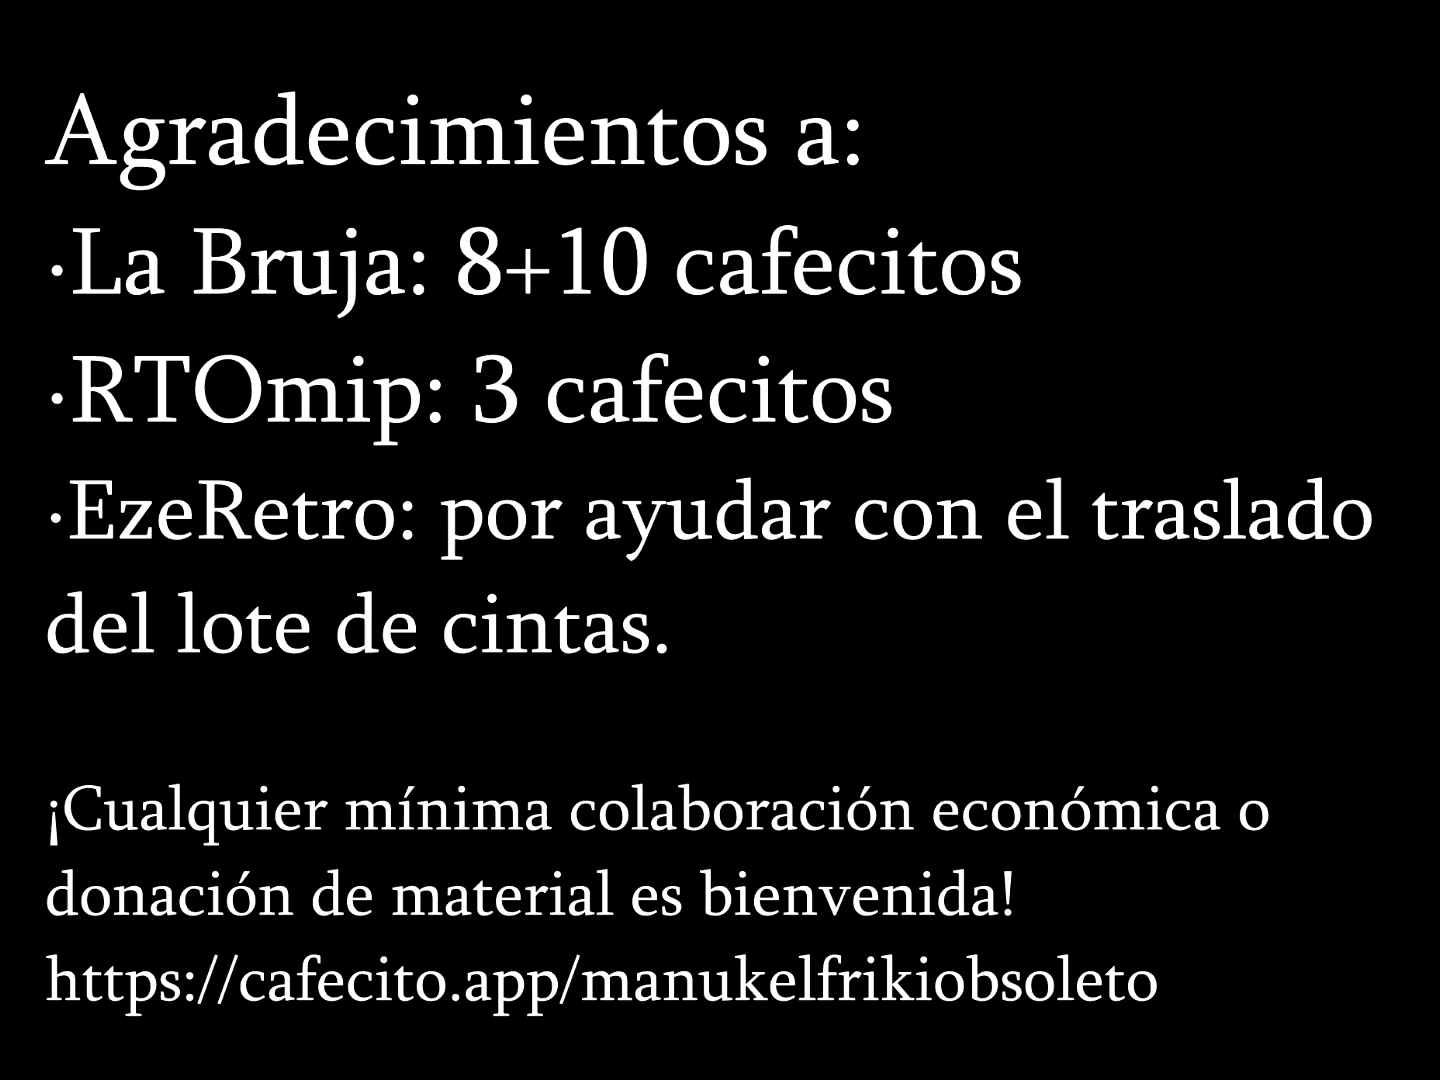 Agradecimientos a:
·La Bruja: 8+10 cafecitos
·RTOmip: 3 cafecitos
·EzeRetro: por ayudar con el traslado
del lote de cintas.
¡Cualquier mínima colaboración económica o
donación de material es bienvenida!
https://cafecito.app/manukelfrikiobsoleto